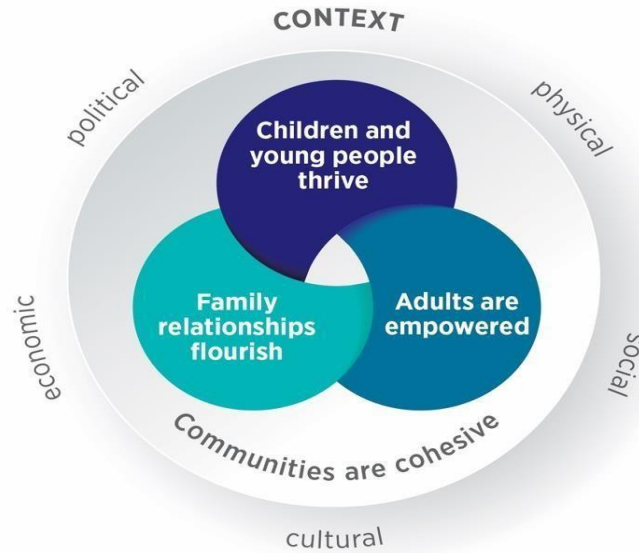 CONTEXT
political
physical
Children and
young people
thrive
Family
relationships
flourish
Adults are
empowered
economic
social
Communities are cohesive
cultural